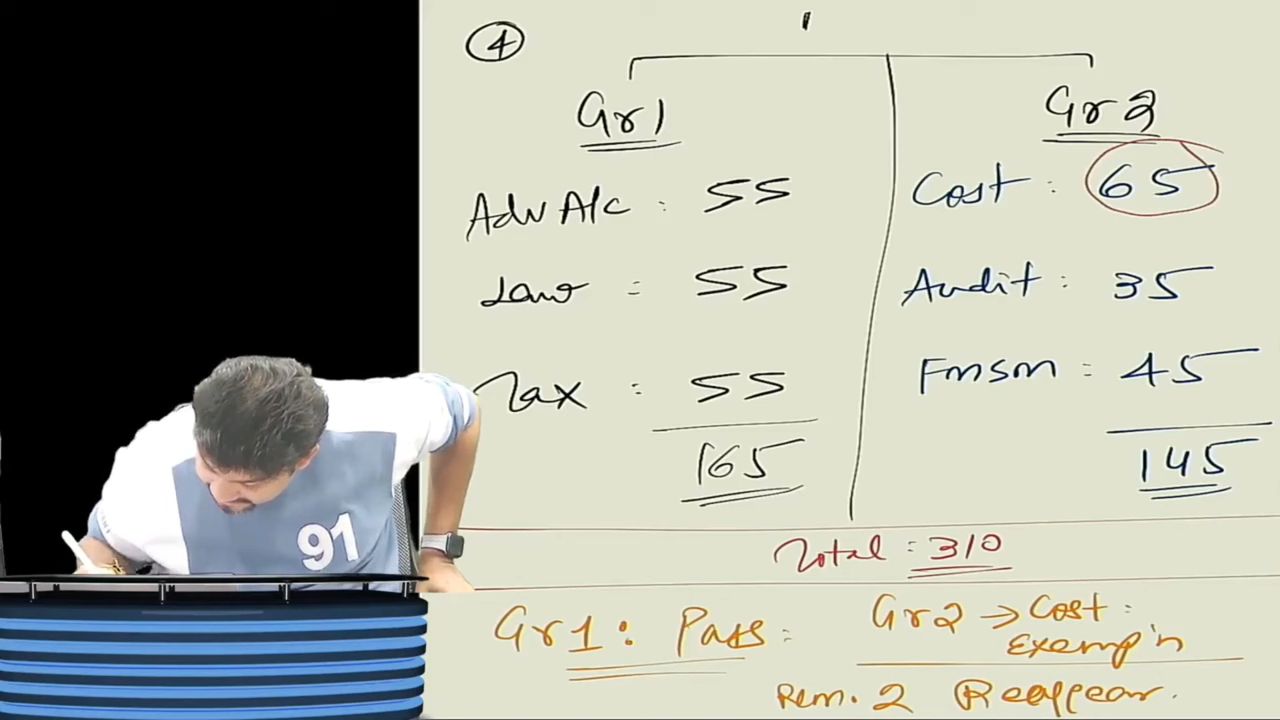 4
Gr1
Gr2
Adv A/c : 55
Cost : 65
Law = 55
Audit : 35
Tax : 55
Fmsm : 45
165
145
Total : 310
Gr1 : Pass : Gr2 → Cost :
Exemp'n
Rem. 2 Reappear.
91